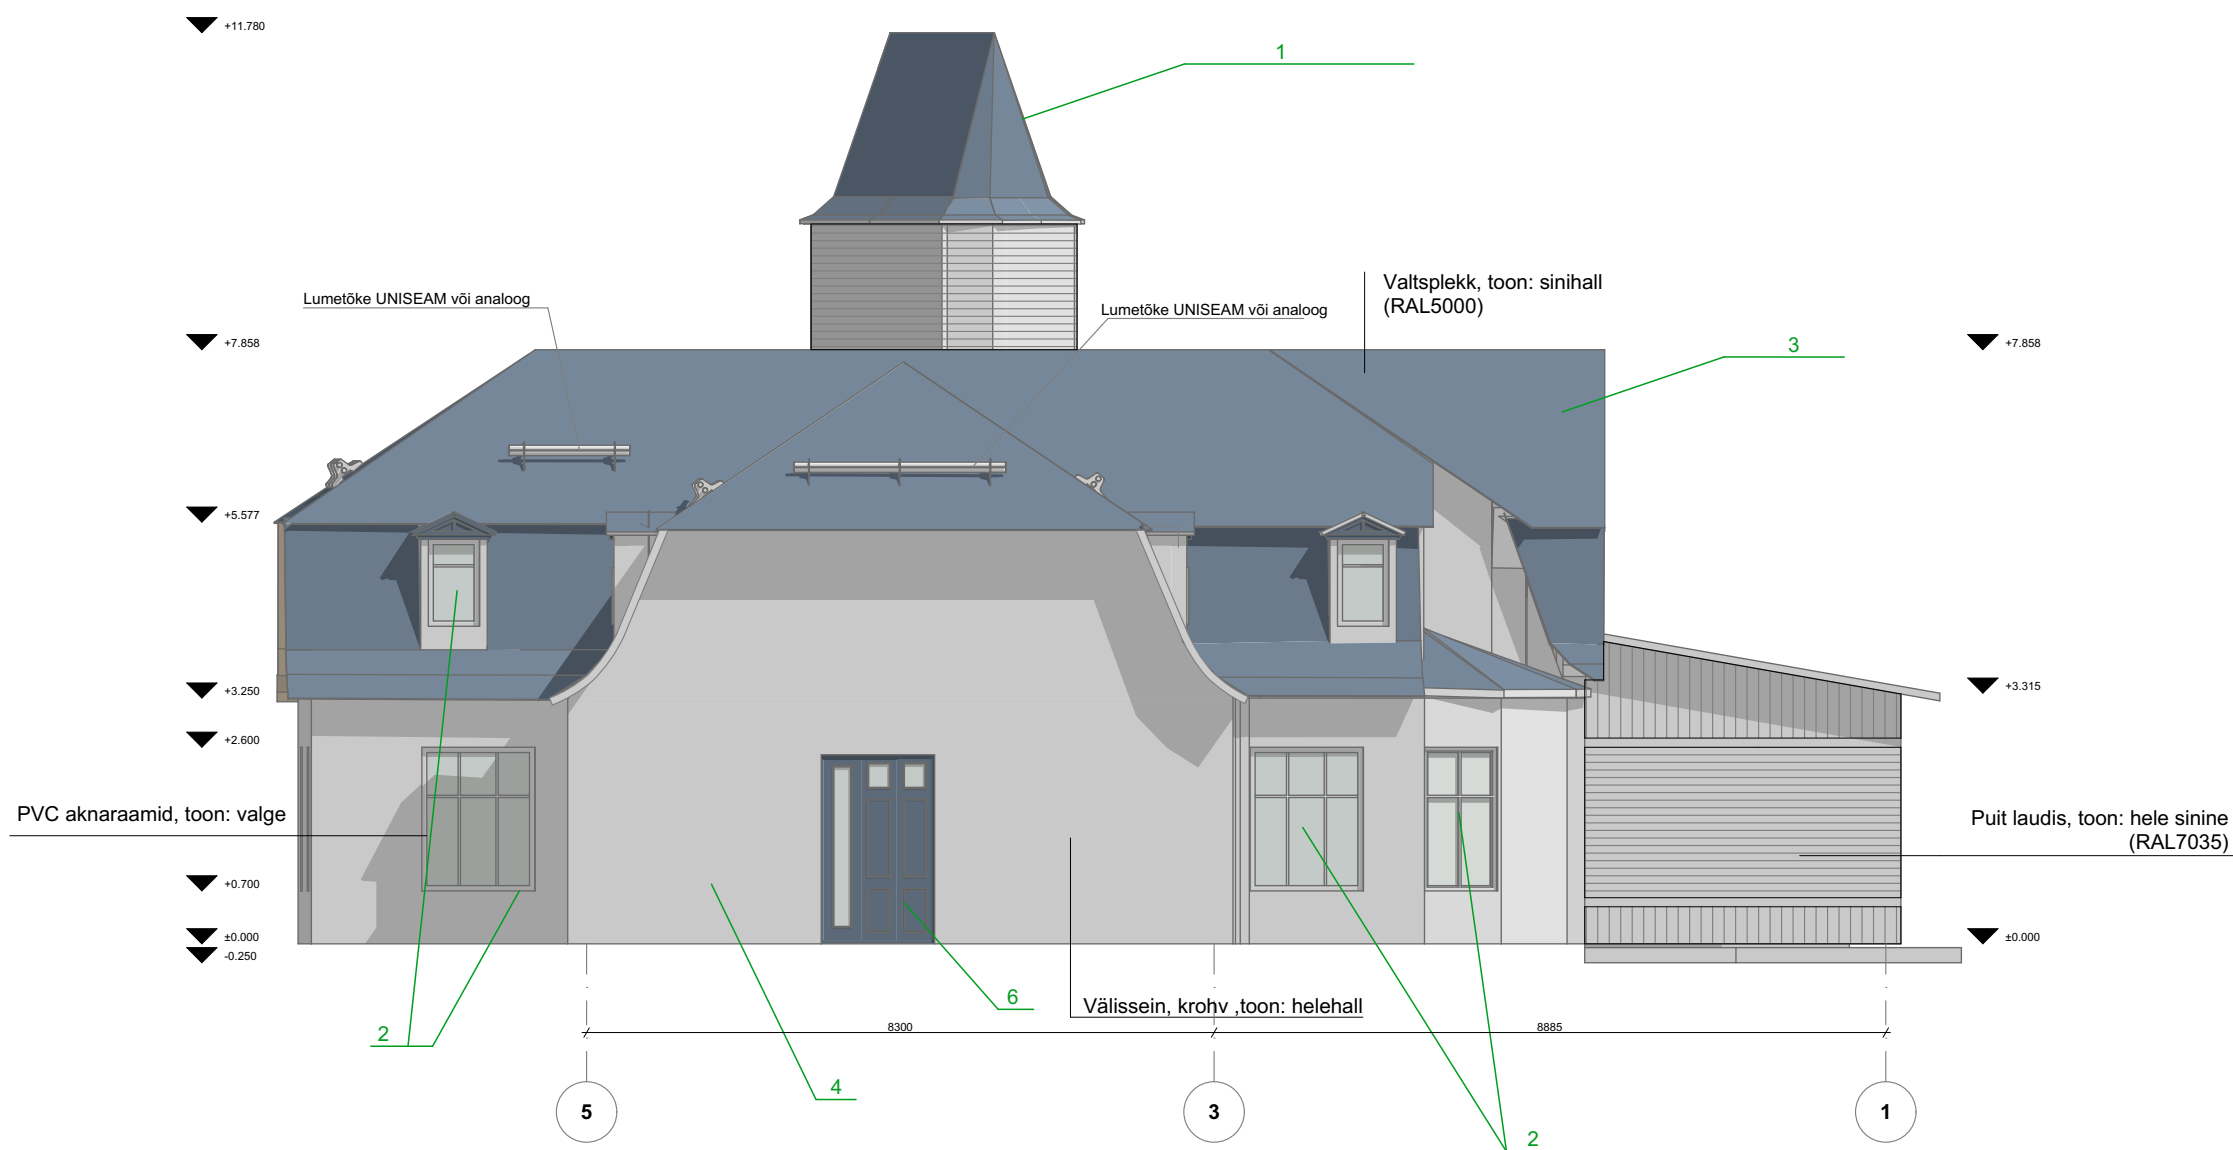 +11.780
1
Valtsplekk, toon: sinihall
(RAL5000)
Lumetõke UNISEAM või analoog
Lumetõke UNISEAM või analoog
+7.858
+7.858
3
+5.577
+3.250
+3.315
+2.600
PVC aknaraamid, toon: valge
Puit laudis, toon: hele sinine
(RAL7035)
+0.700
±0.000
±0.000
-0.250
6
Välissein, krohv ,toon: helehall
2
8300
8885
4
5
3
1
2